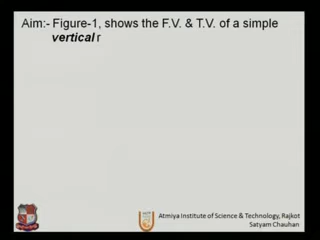 Aim:- Figure-1, shows the F.V. & T.V. of a simple
vertical r
Atmiya Institute of Science & Technology, Rajkot
Satyam Chauhan